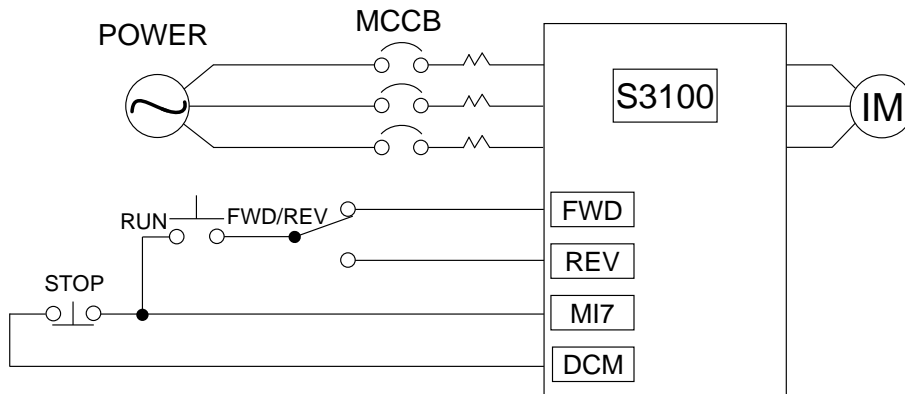 POWER
MCCB
S3100
IM
RUN
FWD/REV
FWD
REV
STOP
MI7
DCM